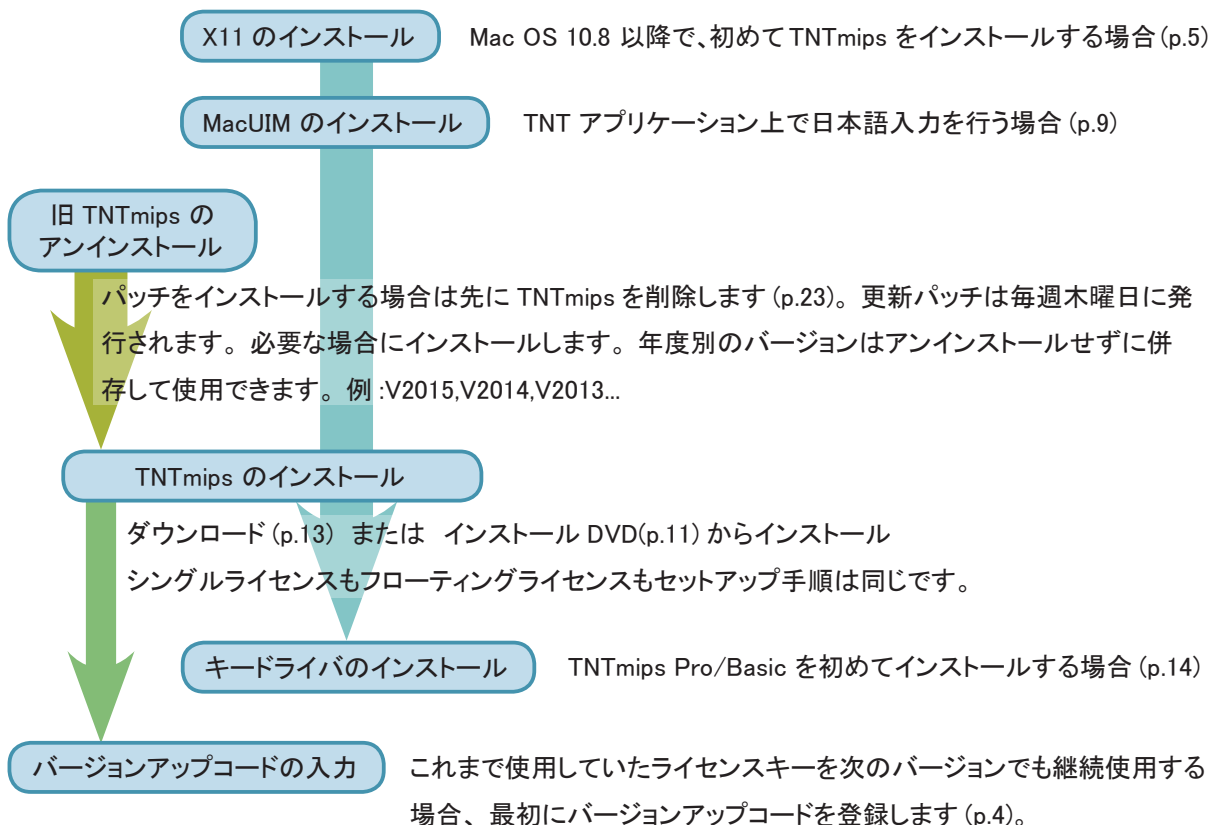 X11 のインストール
Mac OS 10.8 以降で、初めて TNTmips をインストールする場合 (p.5)
MacUIM のインストール
TNT アプリケーション上で日本語入力を行う場合 (p.9)
旧 TNTmips の
アンインストール
パッチをインストールする場合は先に TNTmips を削除します (p.23)。更新パッチは毎週木曜日に発
行されます。必要な場合にインストールします。年度別のバージョンはアンインストールせずに併
存して使用できます。例 :V2015,V2014,V2013...
TNTmips のインストール
ダウンロード (p.13) または インストール DVD(p.11) からインストール
シングルライセンスもフローティングライセンスもセットアップ手順は同じです。
キードライバのインストール
TNTmips Pro/Basic を初めてインストールする場合 (p.14)
バージョンアップコードの入力
これまで使用していたライセンスキーを次のバージョンでも継続使用する
場合、最初にバージョンアップコードを登録します (p.4)。